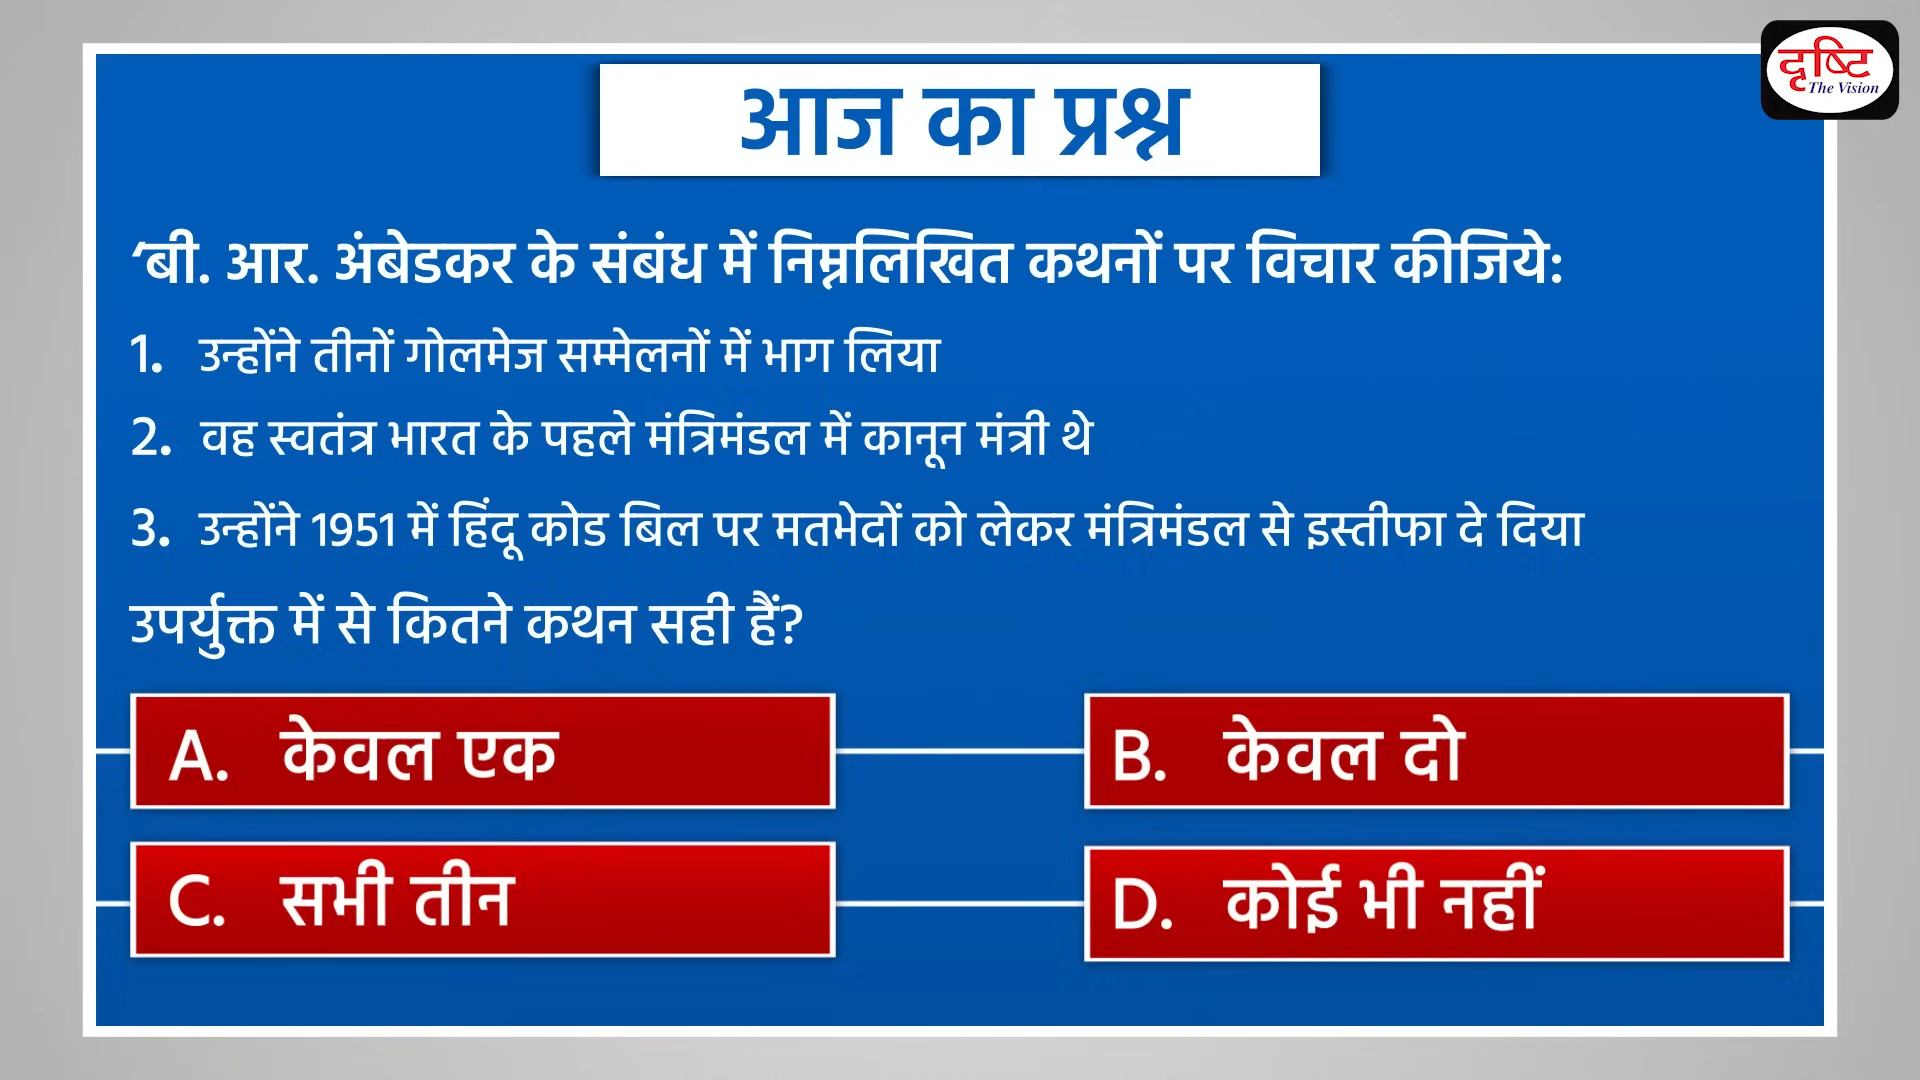 दृष्टि
The Vision
आज का प्रश्न
‘बी. आर. अंबेडकर के संबंध में निम्नलिखित कथनों पर विचार कीजिये:
1. उन्होंने तीनों गोलमेज सम्मेलनों में भाग लिया
2. वह स्वतंत्र भारत के पहले मंत्रिमंडल में कानून मंत्री थे
3. उन्होंने 1951 में हिंदू कोड बिल पर मतभेदों को लेकर मंत्रिमंडल से इस्तीफा दे दिया
उपर्युक्त में से कितने कथन सही हैं?
A. केवल एक
B. केवल दो
C. सभी तीन
D. कोई भी नहीं